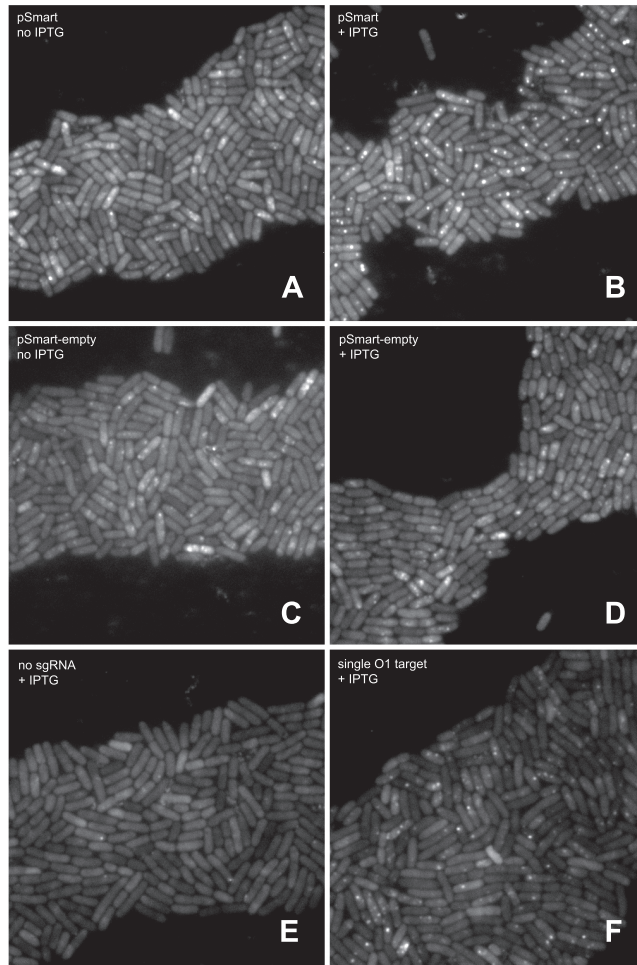 pSmart
no IPTG
A
pSmart
+ IPTG
B
pSmart-empty
no IPTG
C
pSmart-empty
+ IPTG
D
no sgRNA
+ IPTG
E
single O1 target
+ IPTG
F